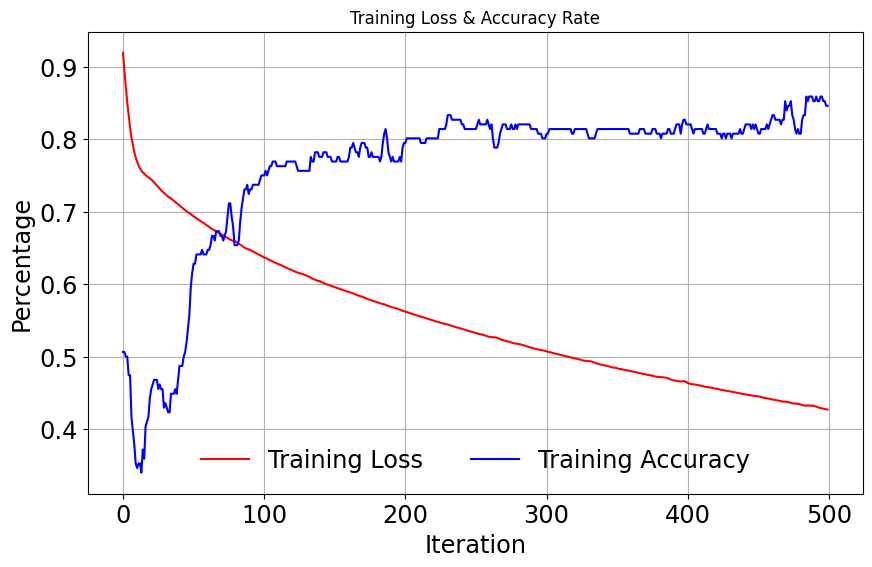 Training Loss & Accuracy Rate
0.9
0.8
0.7
0.6
0.5
0.4
Percentage
Training Loss Training Accuracy
0 100 200 300 400 500
Iteration